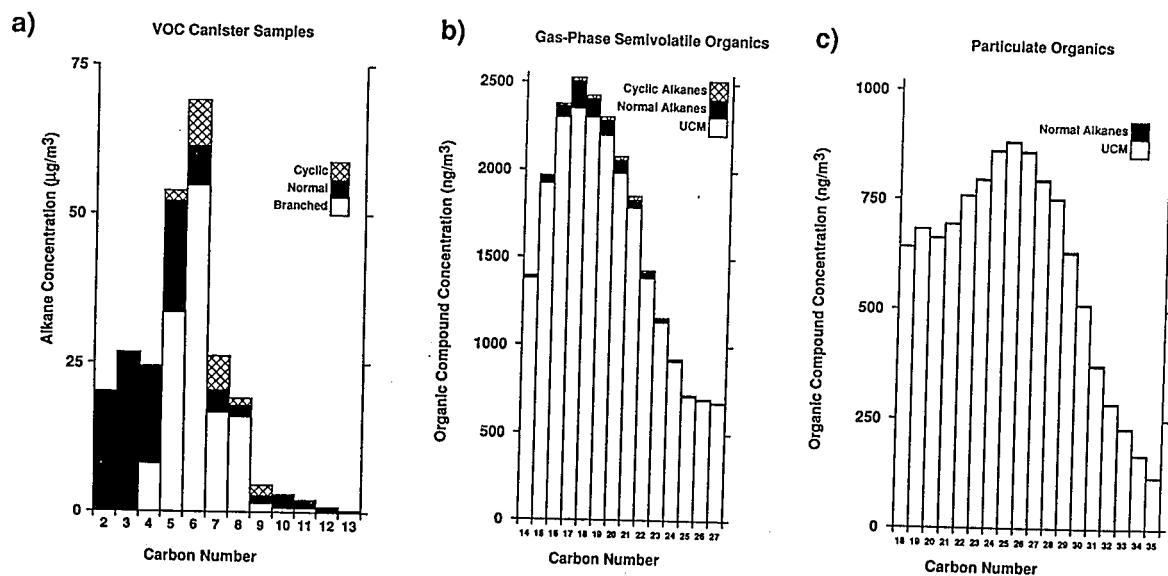 a)
VOC Canister Samples
75
50
25
0
Alkane Concentration (µg/m3)
Cyclic
Normal
Branched
2 3 4 5 6 7 8 9 10 11 12 13
Carbon Number
b)
Gas-Phase Semivolatile Organics
2500
2000
1500
1000
500
0
Organic Compound Concentration (ng/m3)
Cyclic Alkanes
Normal Alkanes
UCM
14 15 16 17 18 19 20 21 22 23 24 25 26 27
Carbon Number
c)
Particulate Organics
1000
750
500
250
0
Organic Compound Concentration (ng/m3)
Normal Alkanes
UCM
18 19 20 21 22 23 24 25 26 27 28 29 30 31 32 33 34 35
Carbon Number